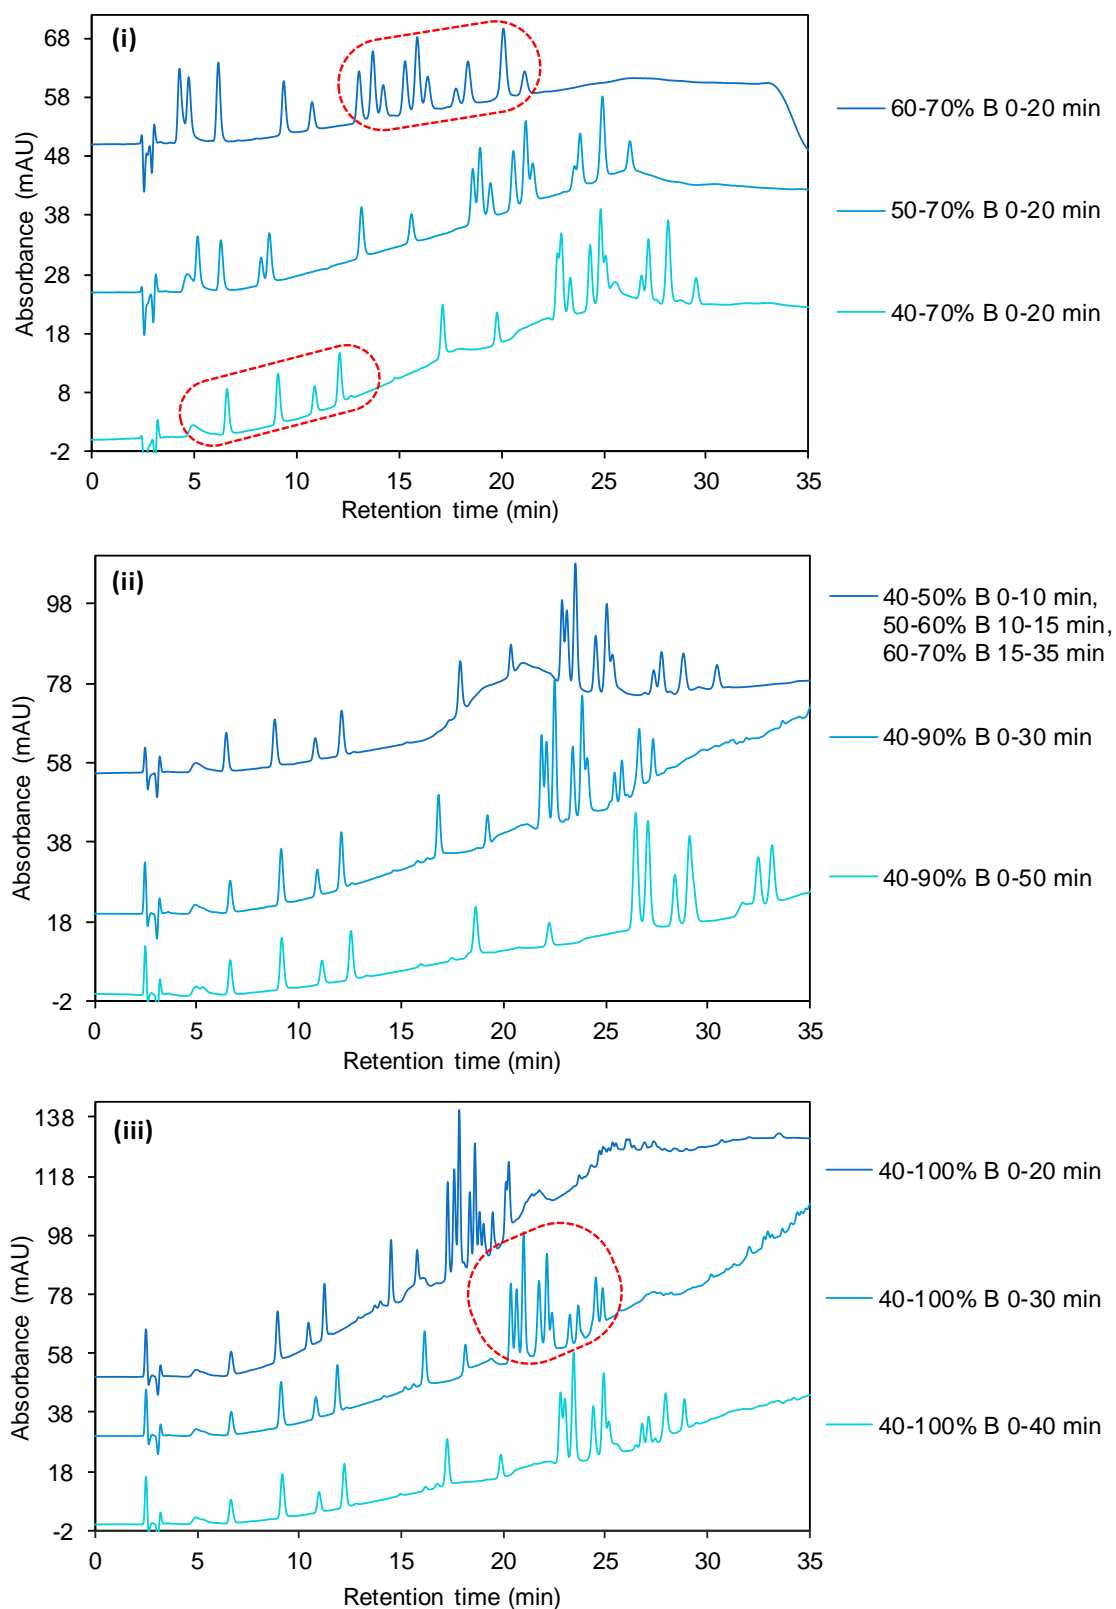 (i)
68
58
48
38
28
18
8
-2
Absorbance (mAU)
0 5 10 15 20 25 30 35
Retention time (min)
60-70% B 0-20 min
50-70% B 0-20 min
40-70% B 0-20 min
(ii)
98
78
58
38
18
-2
Absorbance (mAU)
0 5 10 15 20 25 30 35
Retention time (min)
40-50% B 0-10 min,
50-60% B 10-15 min,
60-70% B 15-35 min
40-90% B 0-30 min
40-90% B 0-50 min
(iii)
138
118
98
78
58
38
18
-2
Absorbance (mAU)
0 5 10 15 20 25 30 35
Retention time (min)
40-100% B 0-20 min
40-100% B 0-30 min
40-100% B 0-40 min